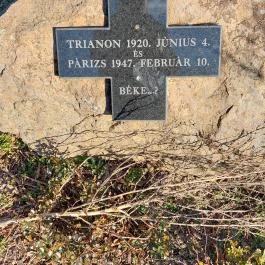 TRIANON 1920. JÚNIUS 4.
ÉS
PÁRIZS 1947. FEBRUÁR 10.
BÉKE...?